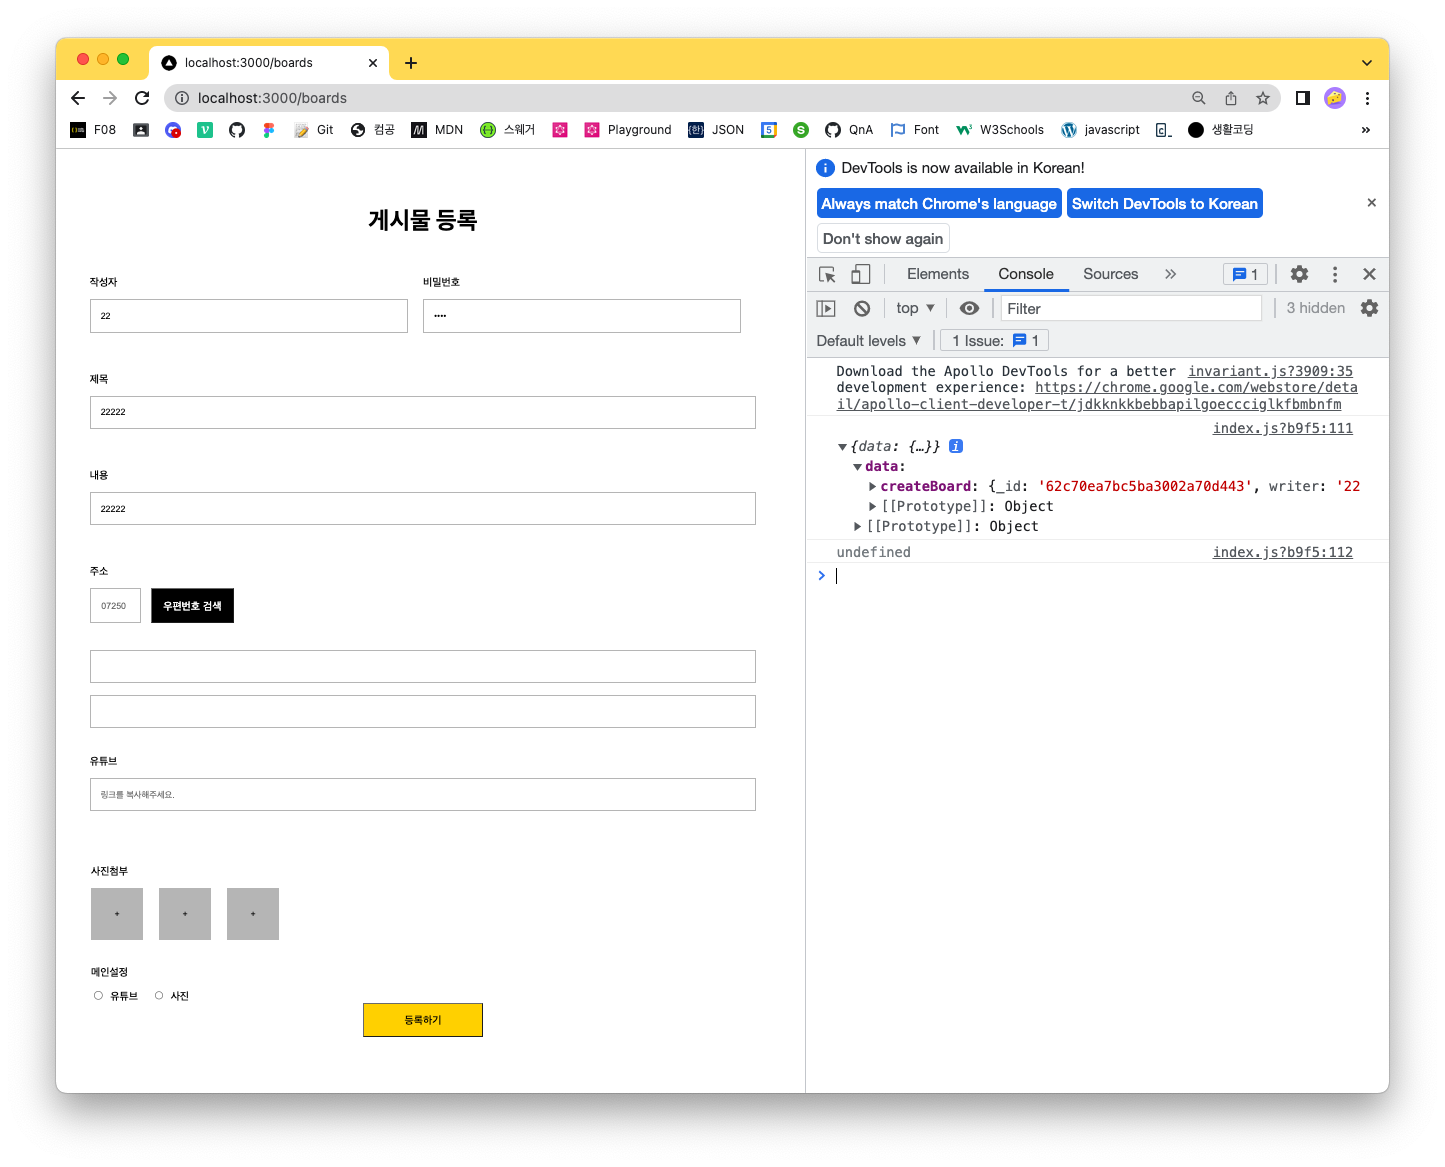 localhost:3000/boards
localhost:3000/boards
F08
Git
컴공
MDN
스웨거
Playground
JSON
QnA
Font
W3Schools
javascript
생활코딩
게시물 등록
작성자
비밀번호
22
••••
제목
22222
내용
22222
주소
07250
우편번호 검색
유튜브
링크를 복사해주세요.
사진첨부
+ + +
메인설정
유튜브 사진
등록하기
DevTools is now available in Korean!
Always match Chrome's language
Switch DevTools to Korean
Don't show again
Elements Console Sources » 1
top ▼ Filter 3 hidden
Default levels ▼ 1 Issue: 1
Download the Apollo DevTools for a better invariant.js?3909:35
development experience: https://chrome.google.com/webstore/deta
il/apollo-client-developer-t/jdkknkkbebbapilgoeccciglkfbmbnfm
index.js?b9f5:111
▼{data: {…}} i
▼data:
▶createBoard: {_id: '62c70ea7bc5ba3002a70d443', writer: '22
▶[[Prototype]]: Object
▶[[Prototype]]: Object
undefined index.js?b9f5:112
>